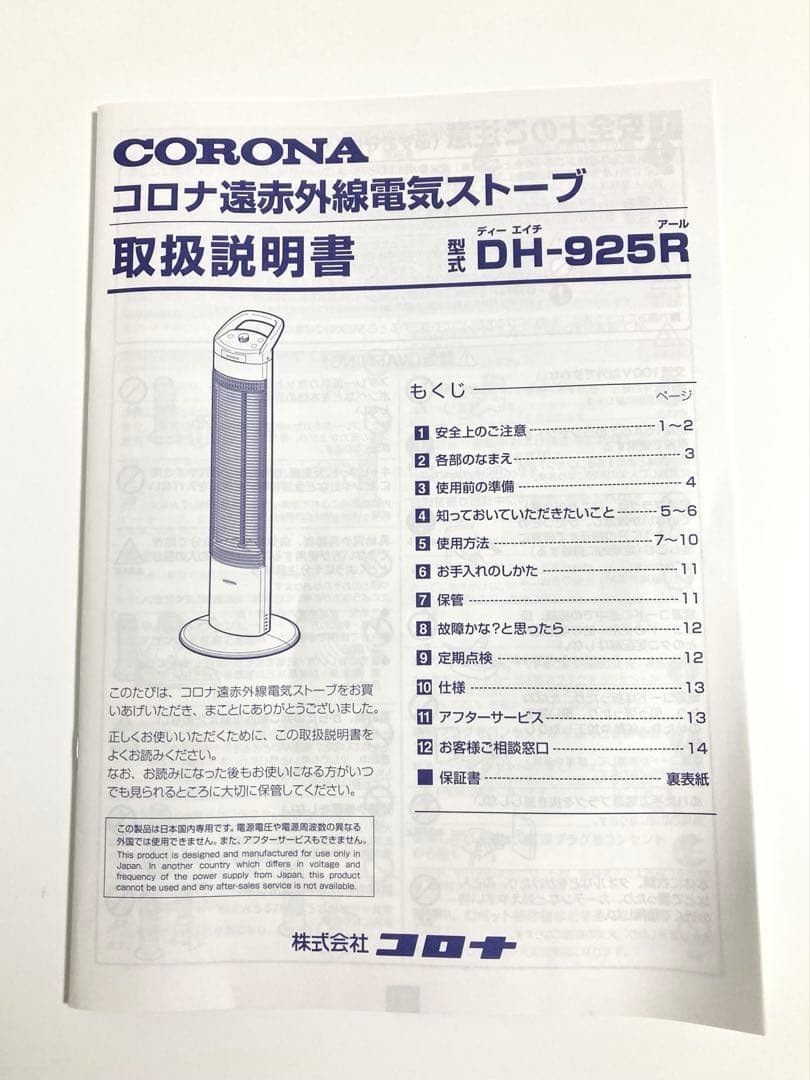 CORONA
コロナ遠赤外線電気ストーブ
取扱説明書
型式
ディー エイチ アール
DH-925R
もくじ
ページ
1 安全上のご注意 1~2
2 各部のなまえ 3
3 使用前の準備 4
4 知っておいていただきたいこと 5~6
5 使用方法 7~10
6 お手入れのしかた 11
7 保管 11
8 故障かな?と思ったら 12
9 定期点検 12
10 仕様 13
11 アフターサービス 13
12 お客様ご相談窓口 14
■ 保証書 裏表紙
このたびは、コロナ遠赤外線電気ストーブをお買
いあげいただき、まことにありがとうございました。
正しくお使いいただくために、この取扱説明書を
よくお読みください。
なお、お読みになった後もお使いになる方がいつ
でも見られるところに大切に保管してください。
この製品は日本国内専用です。電源電圧や電源周波数の異なる
外国では使用できません。また、アフターサービスもできません。
This product is designed and manufactured for use only in
Japan. In another country which differs in voltage and
frequency of the power supply from Japan, this product
cannot be used and any after-sales service is not available.
株式会社 コロナ